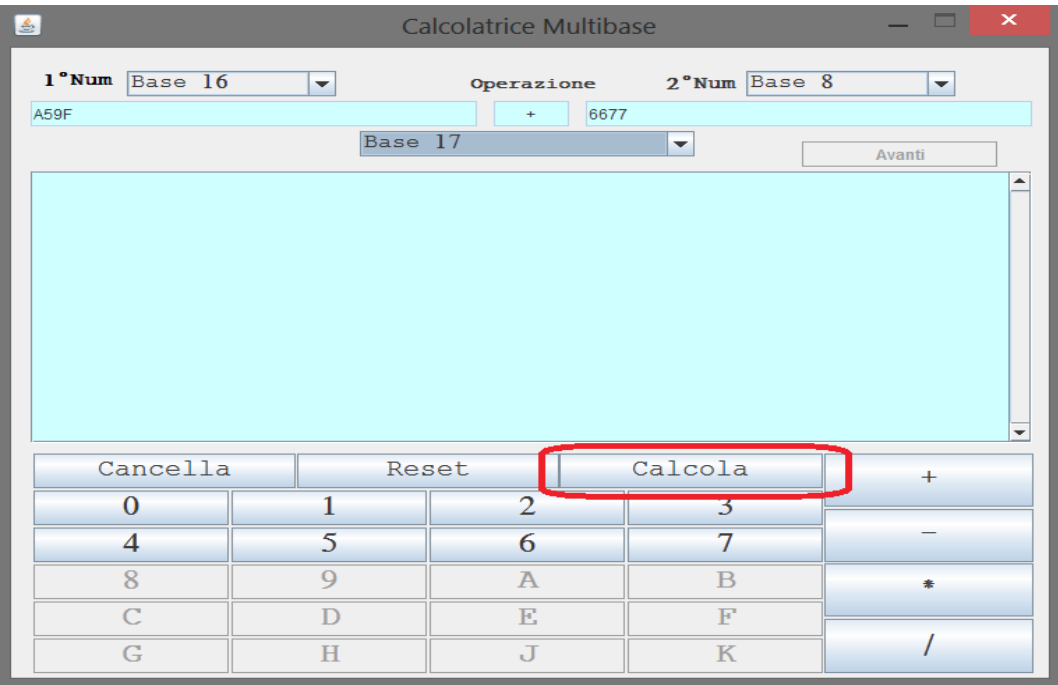 Calcolatrice Multibase
1°Num Base 16 Operazione 2°Num Base 8
A59F + 6677
Base 17
Avanti
Cancella Reset Calcola +
0 1 2 3
4 5 6 7 -
8 9 A B *
C D E F
G H J K /